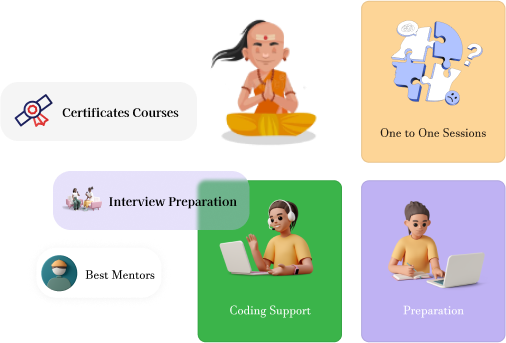 Certificates Courses
One to One Sessions
Interview Preparation
Best Mentors
Coding Support
Preparation